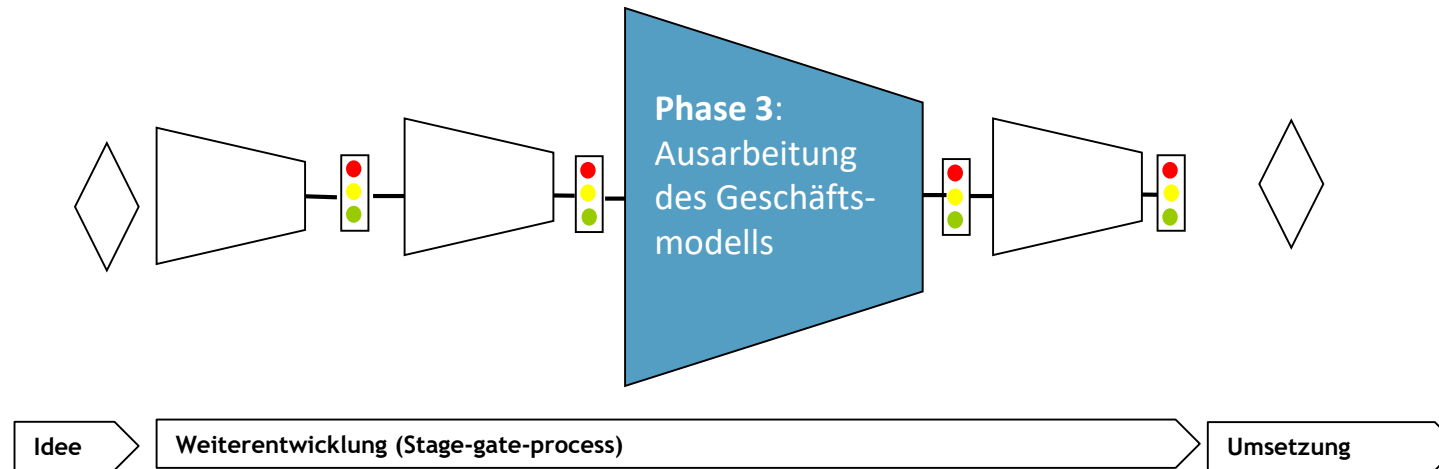 Phase 3:
Ausarbeitung
des Geschäfts-
modells
Idee
Weiterentwicklung (Stage-gate-process)
Umsetzung